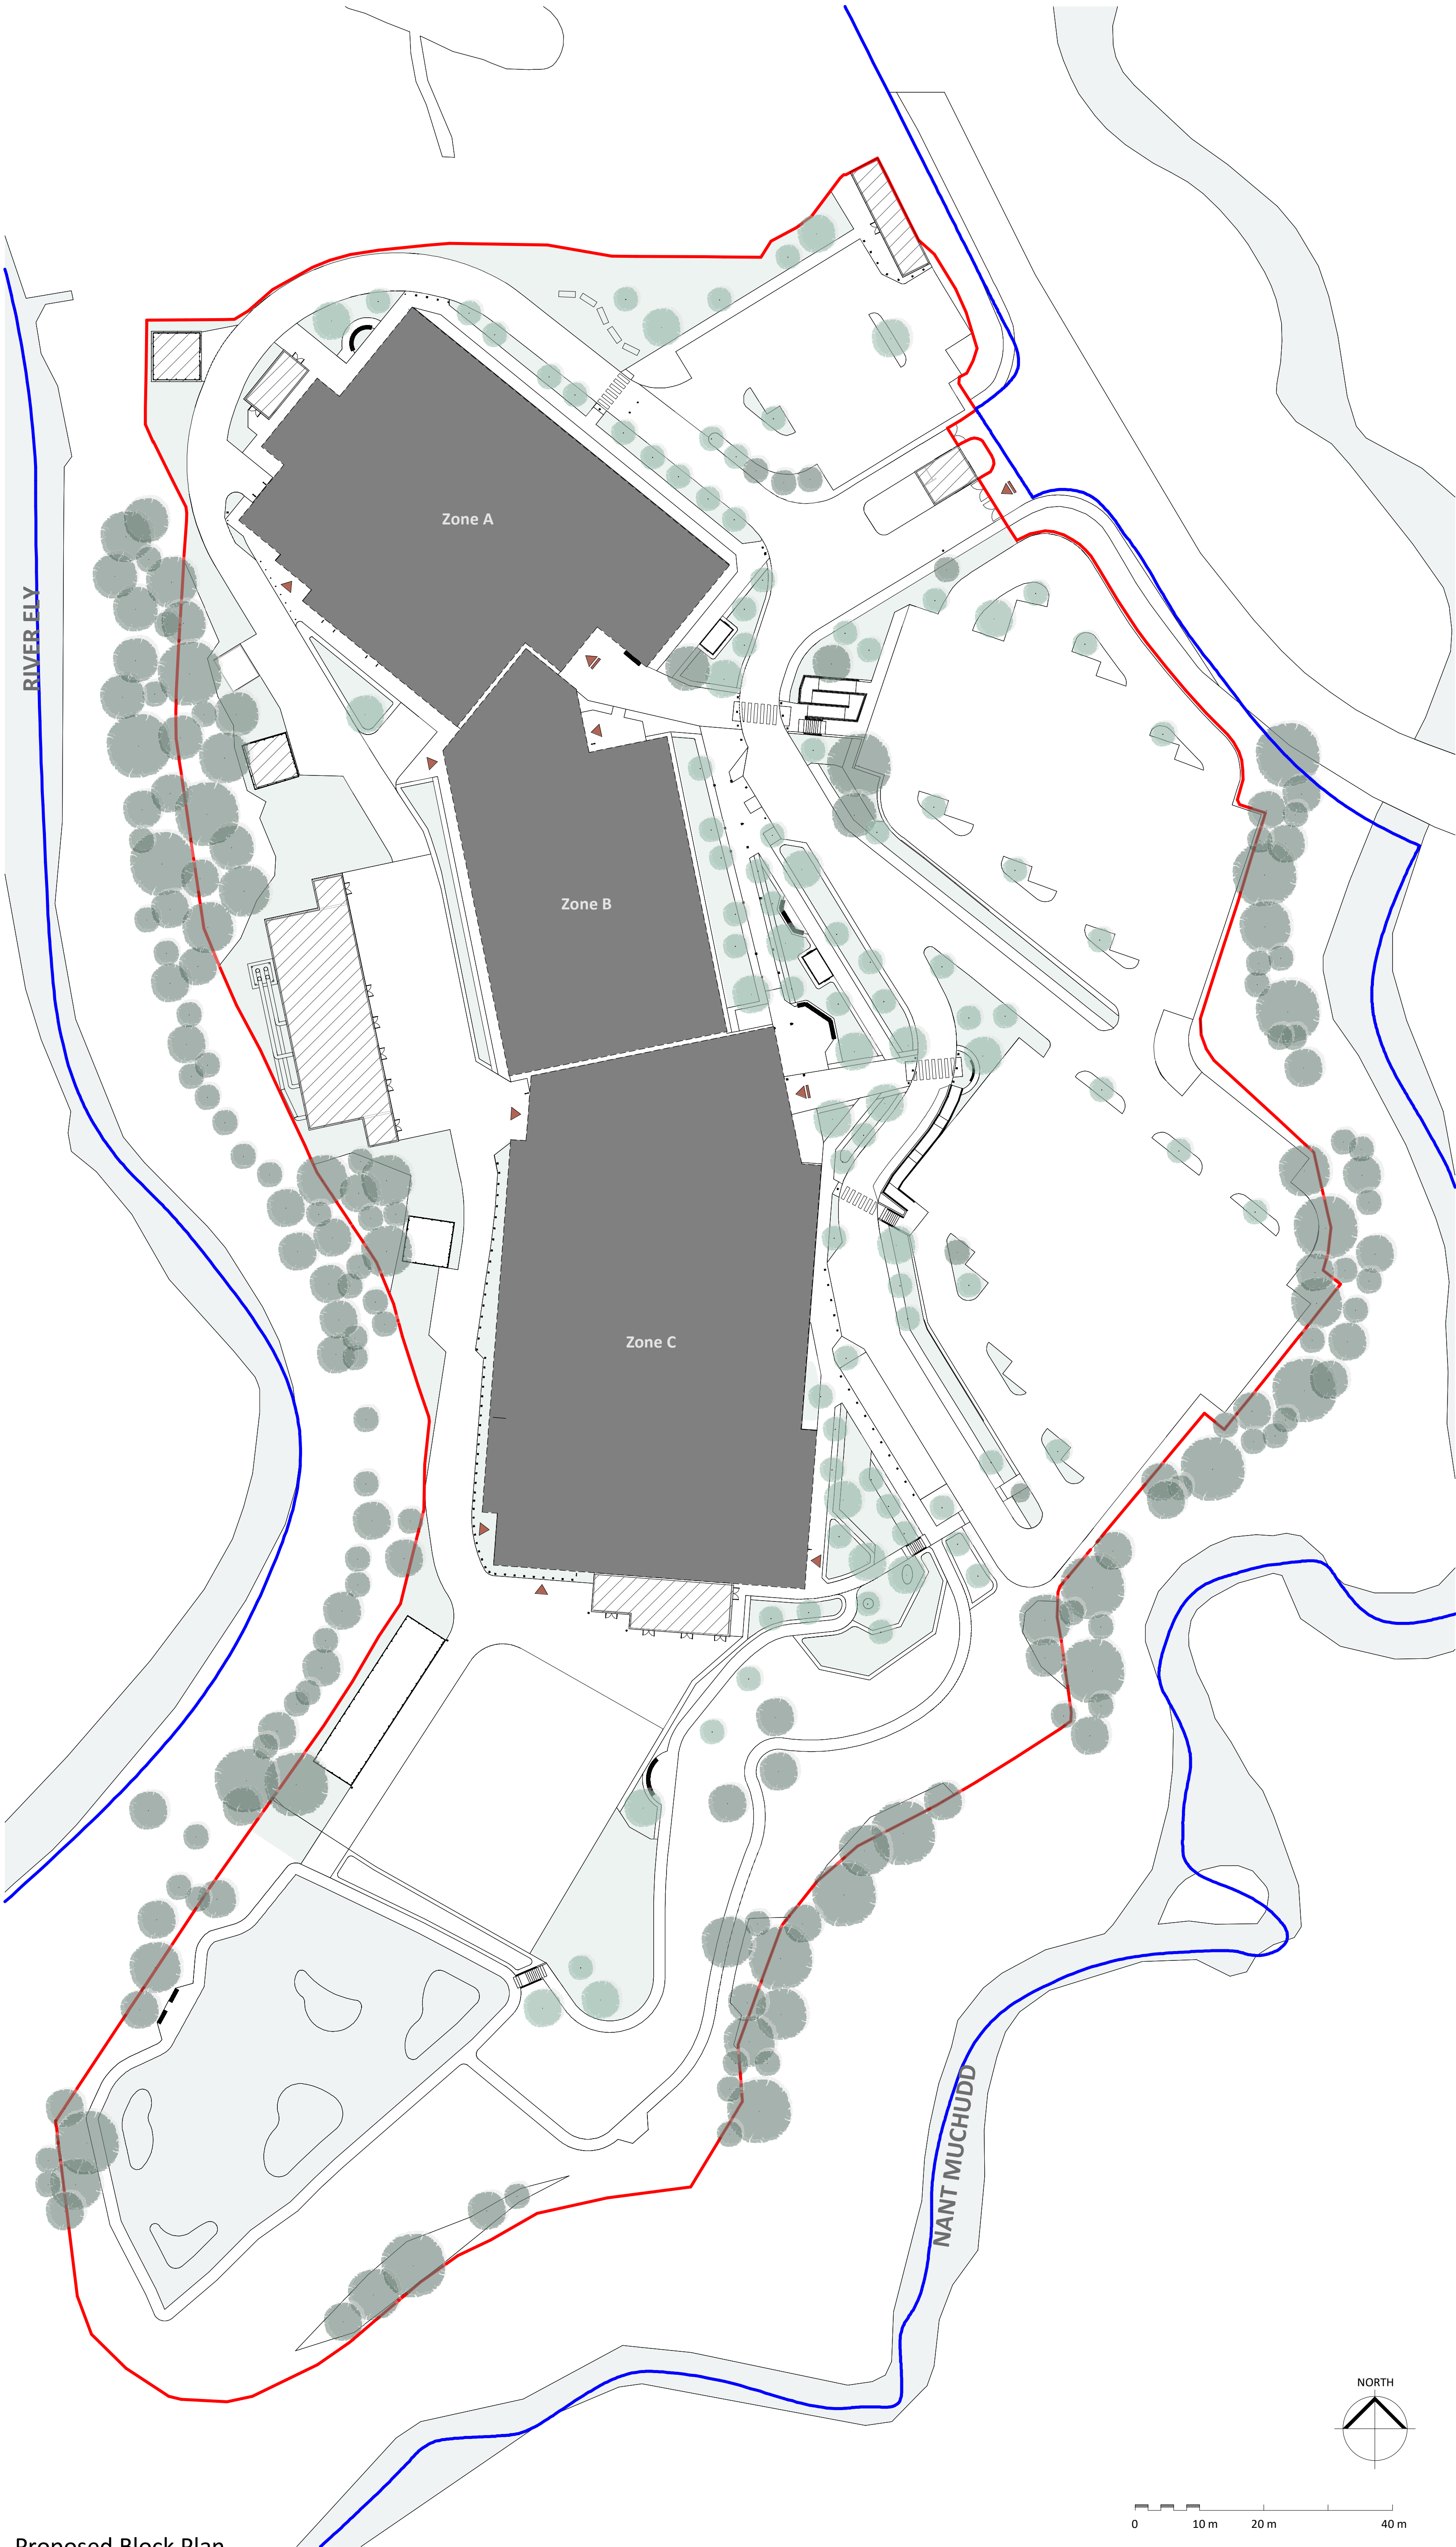 Zone A
RIVER ELY
Zone B
Zone C
NANT MUCHUDD
NORTH
0 10 m 20 m 40 m
Proposed Block Plan